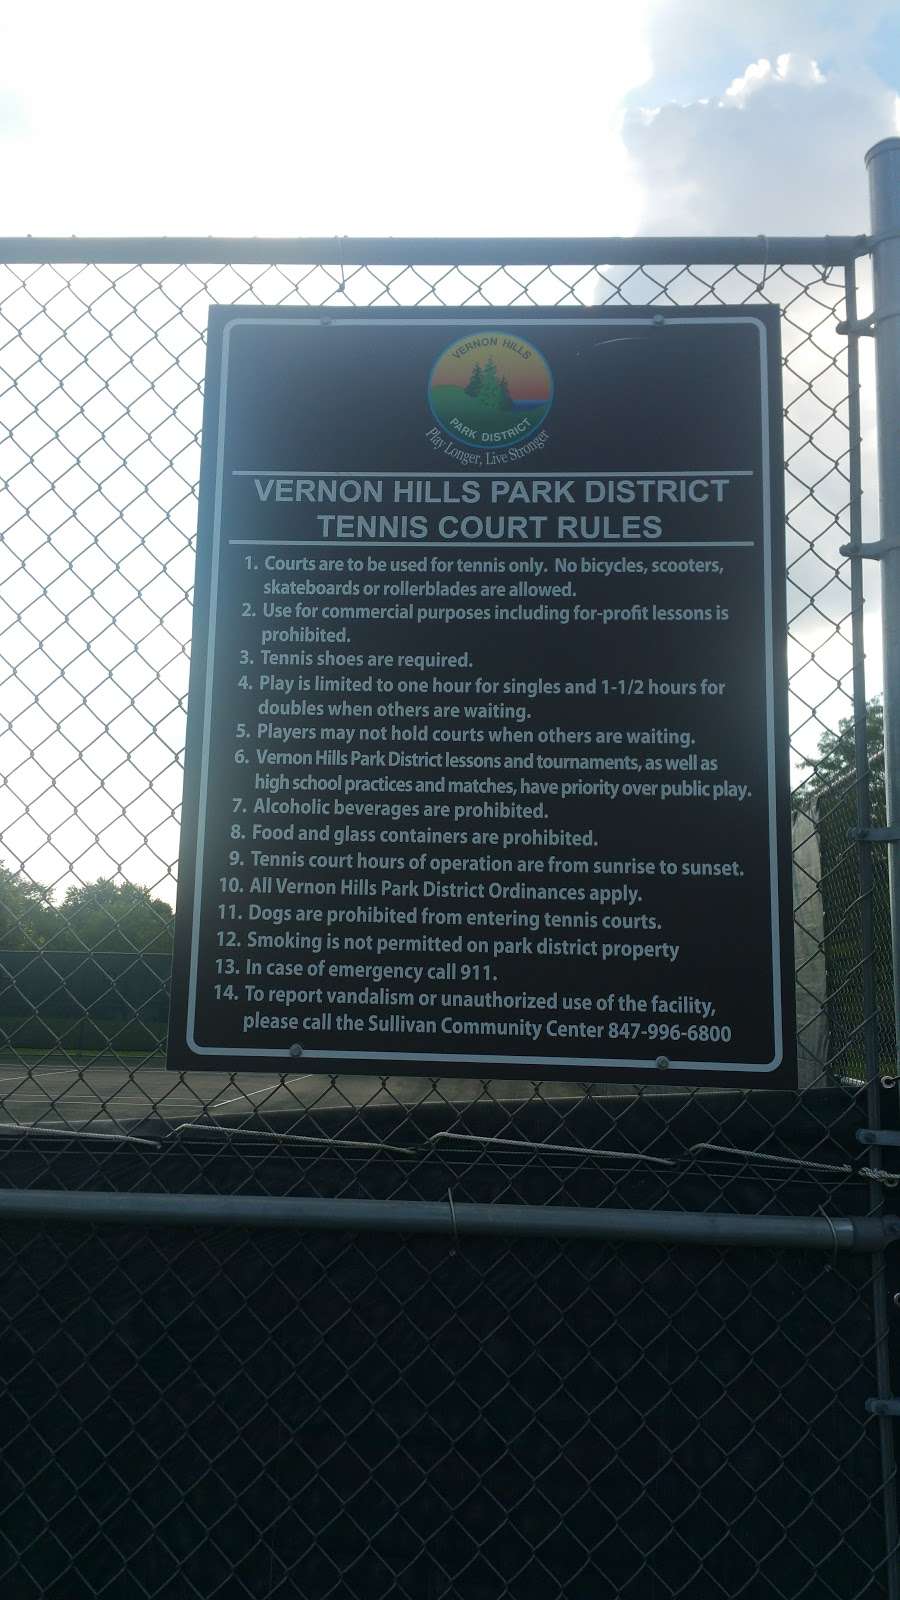 VERNON HILLS
PARK DISTRICT
Play Longer, Live Stronger
VERNON HILLS PARK DISTRICT
TENNIS COURT RULES
1. Courts are to be used for tennis only. No bicycles, scooters,
skateboards or rollerblades are allowed.
2. Use for commercial purposes including for-profit lessons is
prohibited.
3. Tennis shoes are required.
4. Play is limited to one hour for singles and 1-1/2 hours for
doubles when others are waiting.
5. Players may not hold courts when others are waiting.
6. Vernon Hills Park District lessons and tournaments, as well as
high school practices and matches, have priority over public play.
7. Alcoholic beverages are prohibited.
8. Food and glass containers are prohibited.
9. Tennis court hours of operation are from sunrise to sunset.
10. All Vernon Hills Park District Ordinances apply.
11. Dogs are prohibited from entering tennis courts.
12. Smoking is not permitted on park district property
13. In case of emergency call 911.
14. To report vandalism or unauthorized use of the facility,
please call the Sullivan Community Center 847-996-6800